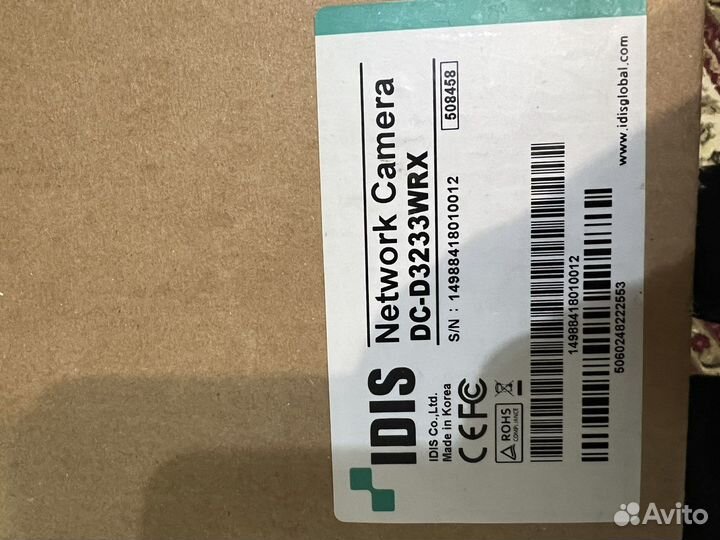 IDIS
Network Camera
DC-D3233WRX
S/N : 14988418010012
508458
IDIS Co.,Ltd.
Made in Korea
CE FC
ROHS
COMPLIANCE
14988418010012
5060248222553
www.idisglobal.com
Avito